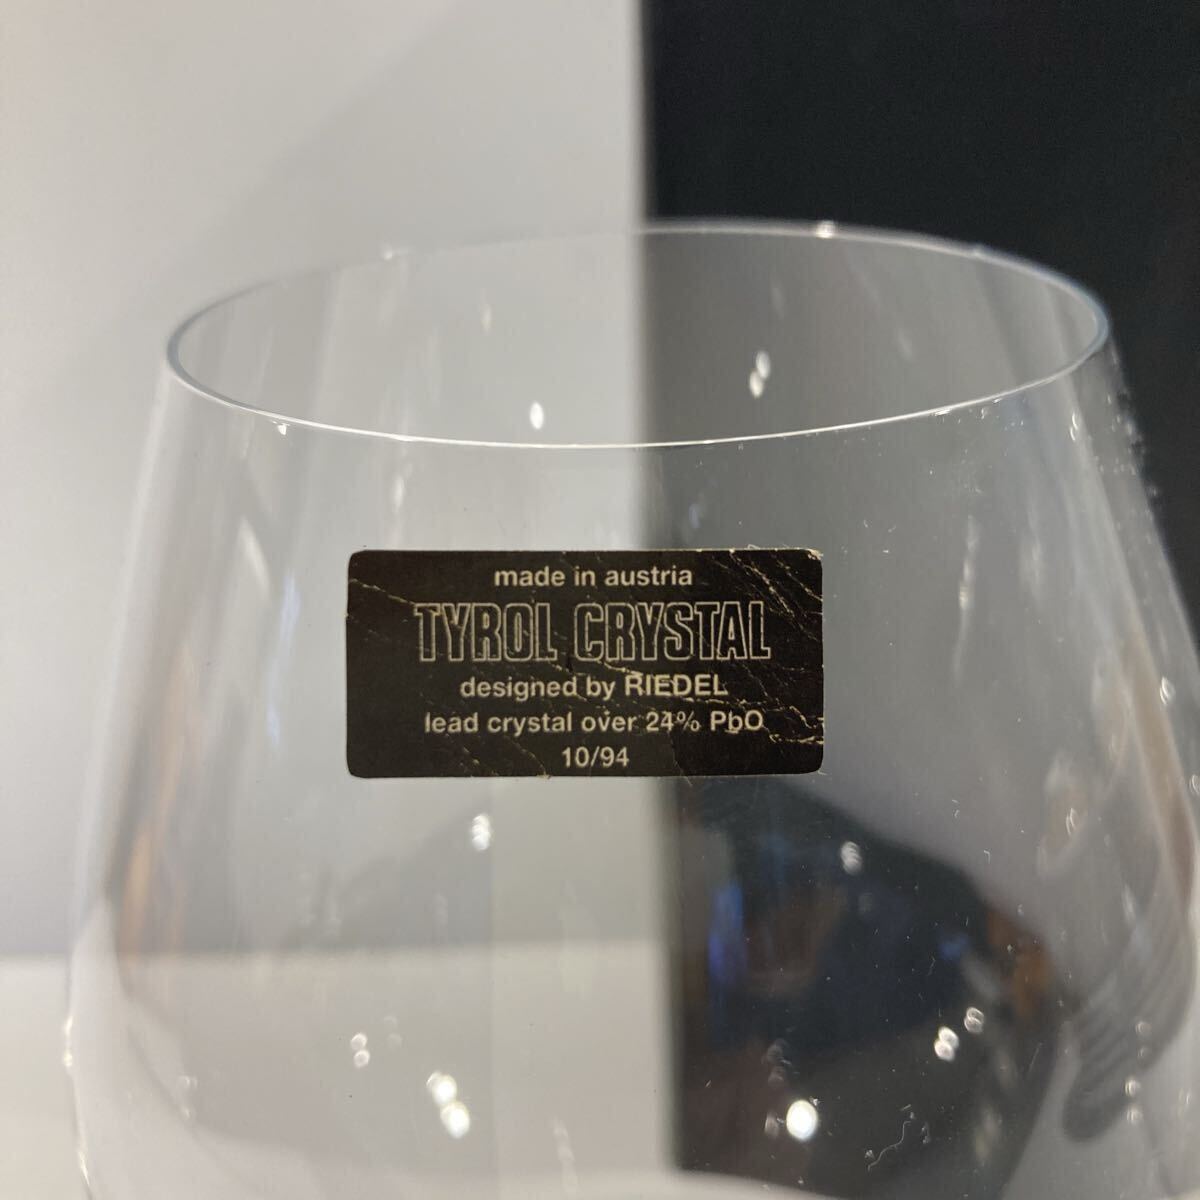 made in austria
TYROL CRYSTAL
designed by RIEDEL
lead crystal over 24% PbO
10/94